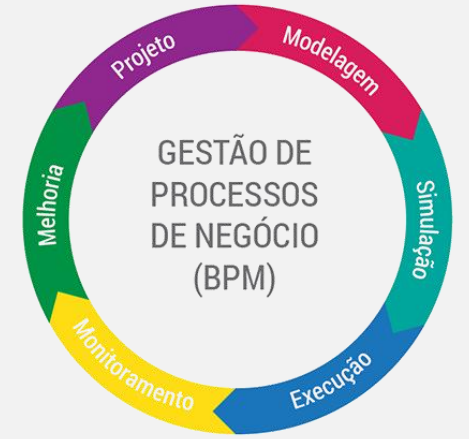 Projeto
Modelagem
Simulação
Execução
Monitoramento
Melhoria
GESTÃO DE
PROCESSOS
DE NEGÓCIO
(BPM)